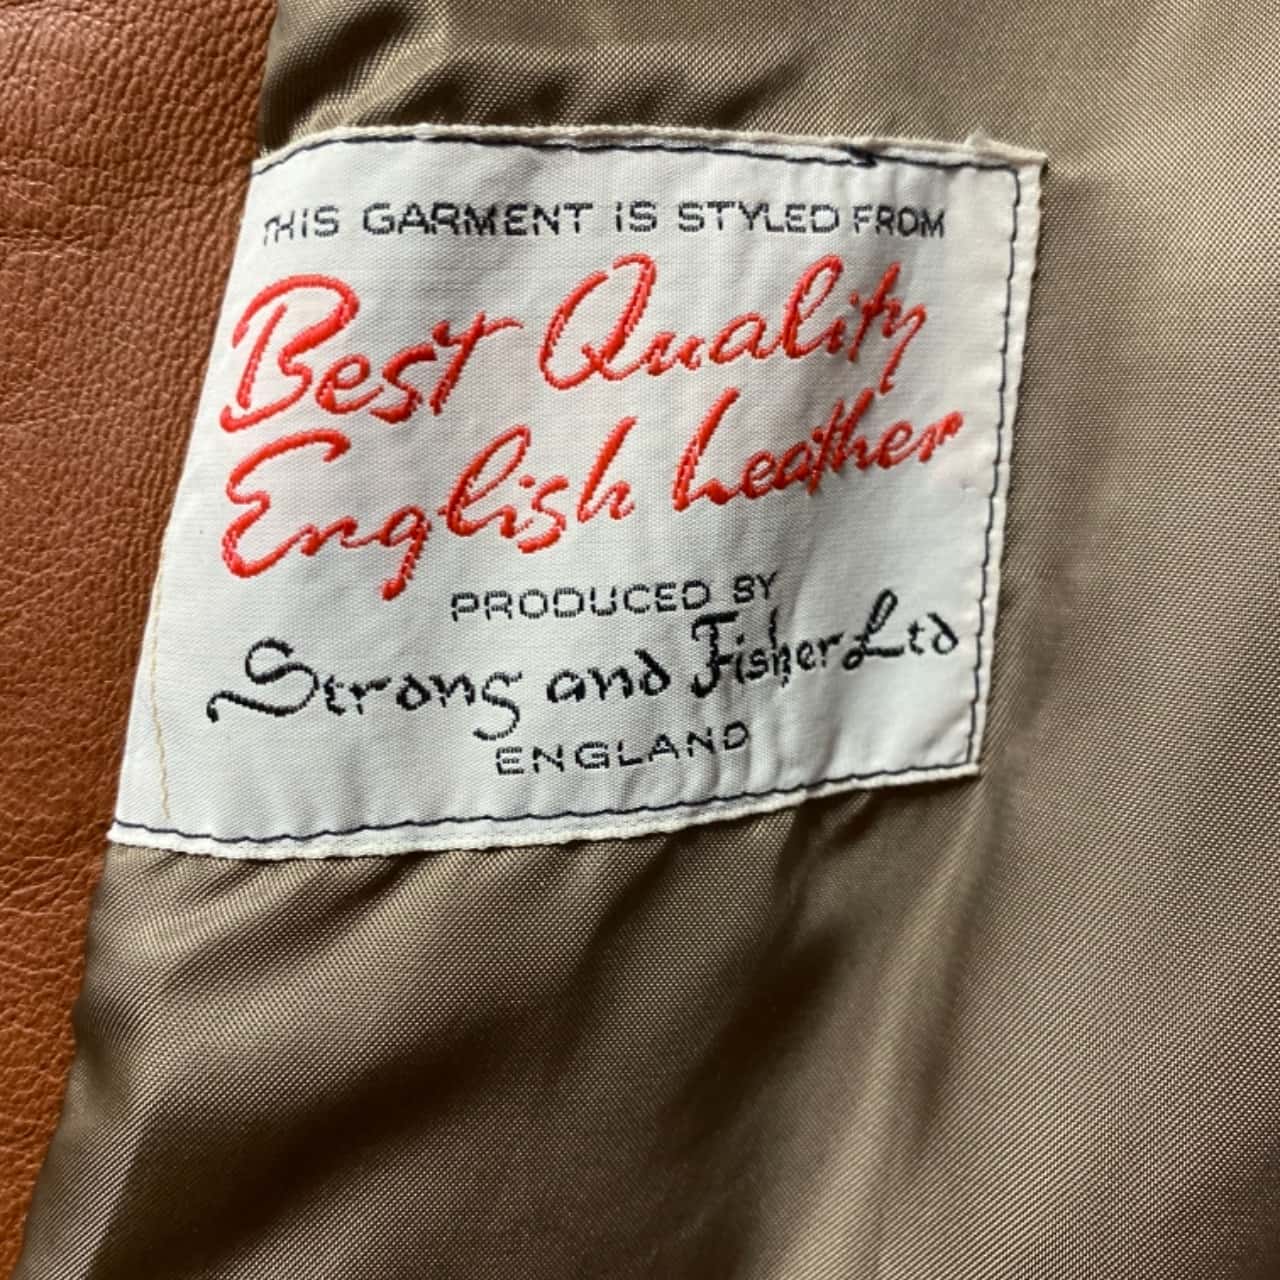 THIS GARMENT IS STYLED FROM
Best Quality
English Leather
PRODUCED BY
Strong and Fisher Ltd
ENGLAND